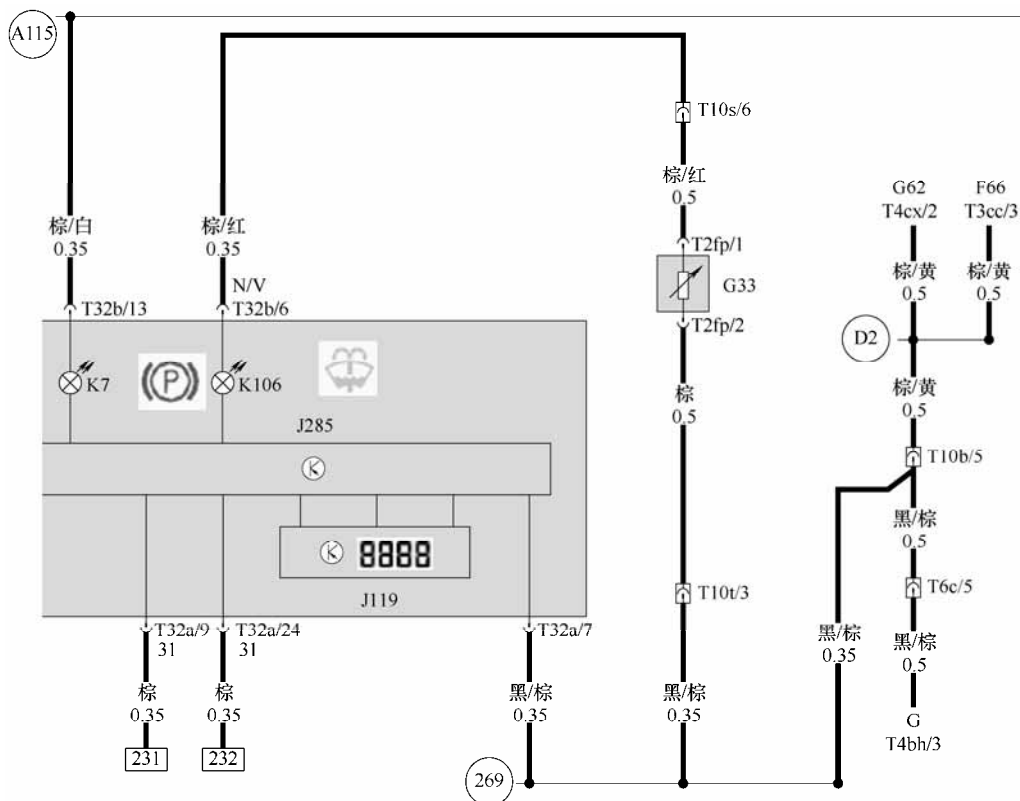 A115
T10s/6
棕/红
0.5
G62
T4cx/2
F66
T3cc/3
棕/白
0.35
棕/红
0.35
N/V
T2fp/1
G33
棕/黄
0.5
棕/黄
0.5
T32b/13
T32b/6
T2fp/2
D2
K7
P
K106
棕
0.5
棕/黄
0.5
J285
T10b/5
K
黑/棕
0.5
K
8888
J119
T10t/3
T6c/5
T32a/9
31
T32a/24
31
T32a/7
黑/棕
0.35
黑/棕
0.5
棕
0.35
棕
0.35
黑/棕
0.35
黑/棕
0.35
G
T4bh/3
231
232
269